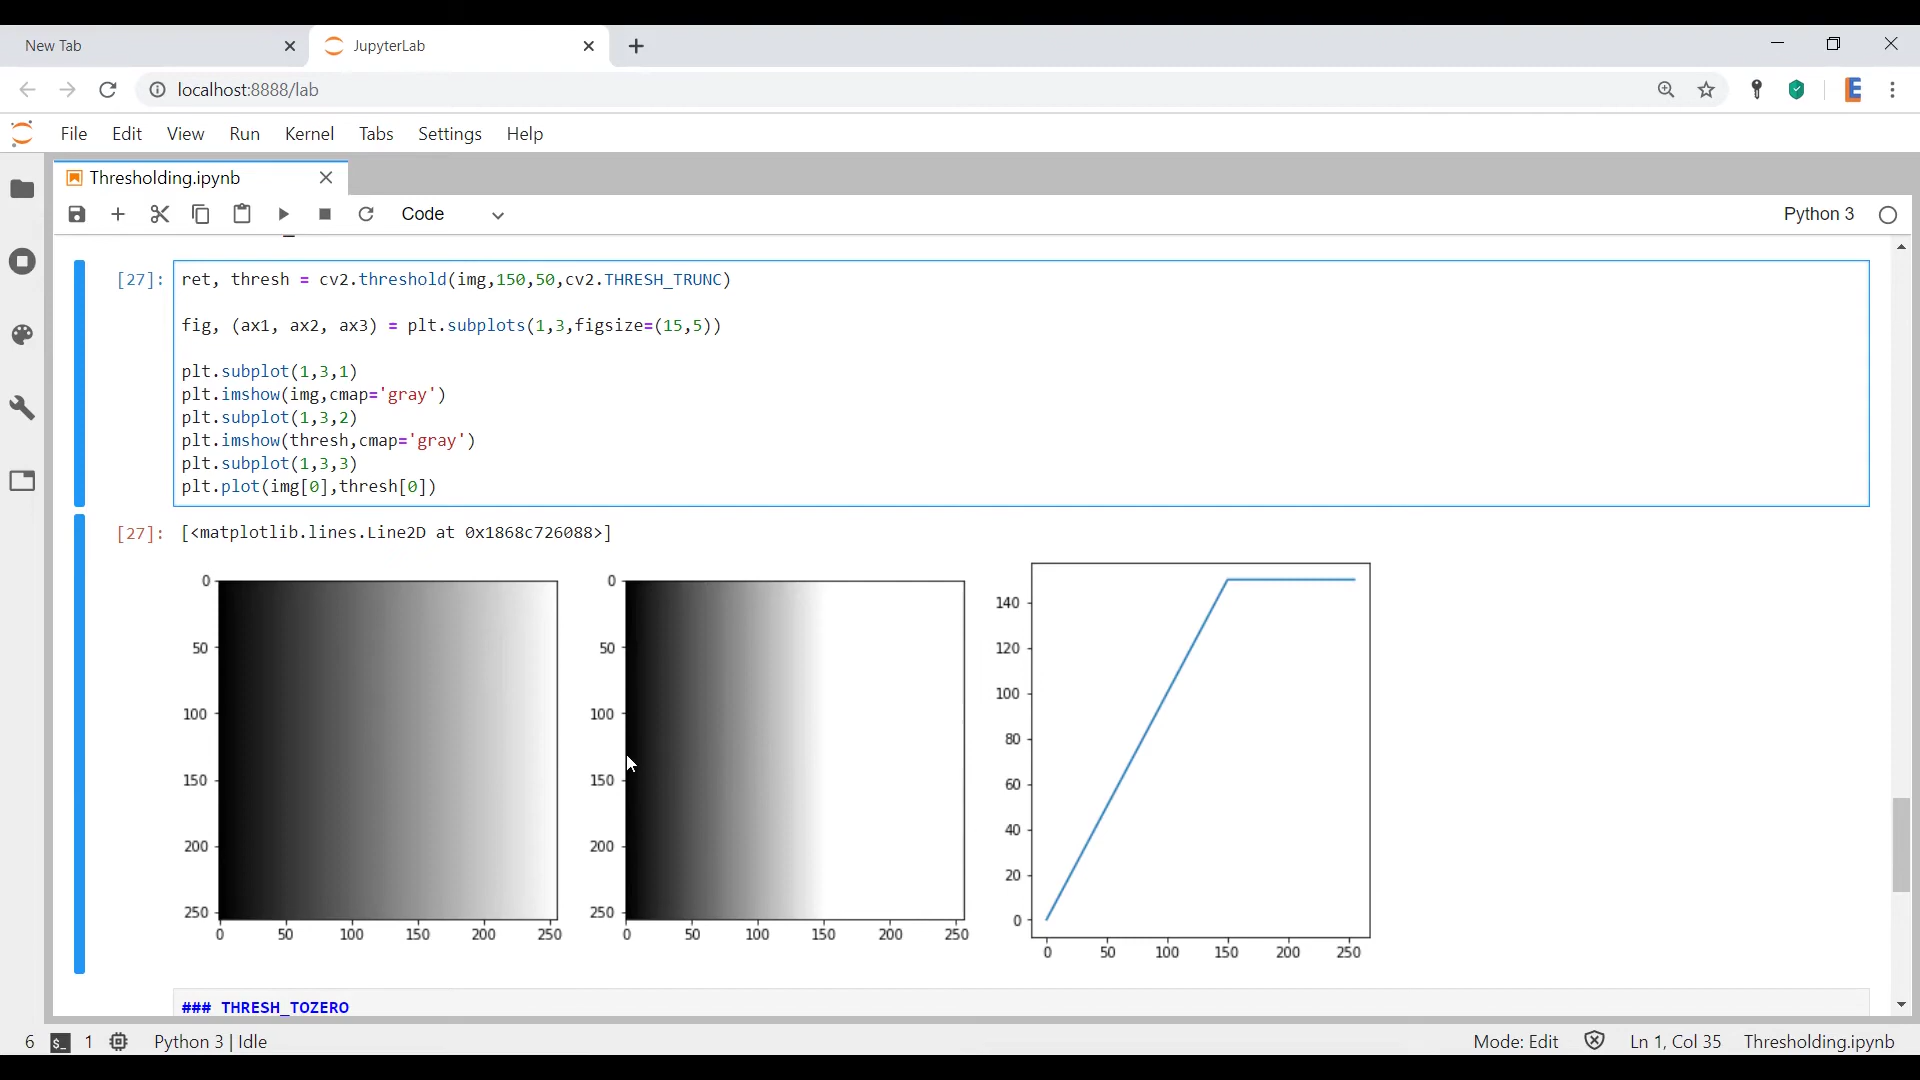 New Tab
JupyterLab
localhost:8888/lab
File Edit View Run Kernel Tabs Settings Help
Thresholding.ipynb
Code
Python 3
[27]:
ret, thresh = cv2.threshold(img,150,50,cv2.THRESH_TRUNC)
fig, (ax1, ax2, ax3) = plt.subplots(1,3,figsize=(15,5))
plt.subplot(1,3,1)
plt.imshow(img,cmap='gray')
plt.subplot(1,3,2)
plt.imshow(thresh,cmap='gray')
plt.subplot(1,3,3)
plt.plot(img[0],thresh[0])
[27]: [<matplotlib.lines.Line2D at 0x1868c726088>]
0
50
100
150
200
250
0 50 100 150 200 250
0
50
100
150
200
250
0 50 100 150 200 250
140
120
100
80
60
40
20
0
0 50 100 150 200 250
### THRESH_TOZERO
6 $_ 1 Python 3 | Idle
Mode: Edit Ln 1, Col 35 Thresholding.ipynb